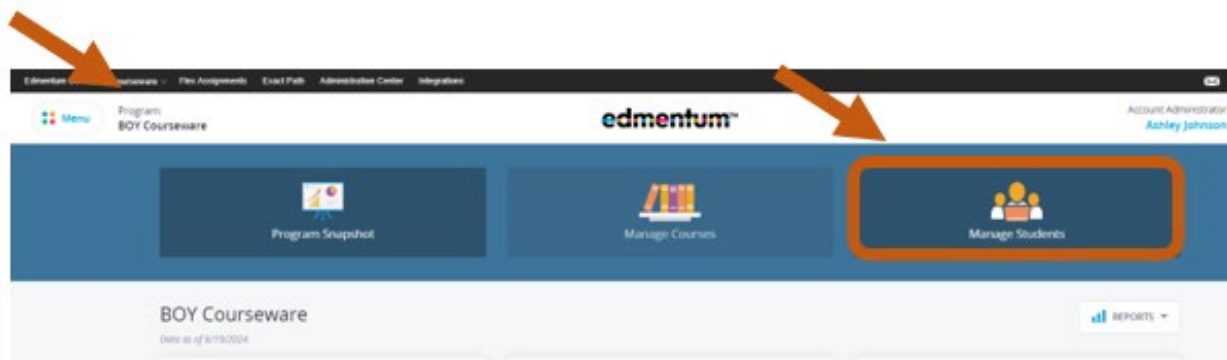 Edmentum Courseware Flex Assignments Exact Path Administration Center Integrations
Menu
Program:
BOY Courseware
edmentum™
Account Administrator
Ashley Johnson
Program Snapshot
Manage Courses
Manage Students
BOY Courseware
REPORTS
Data as of 6/19/2024